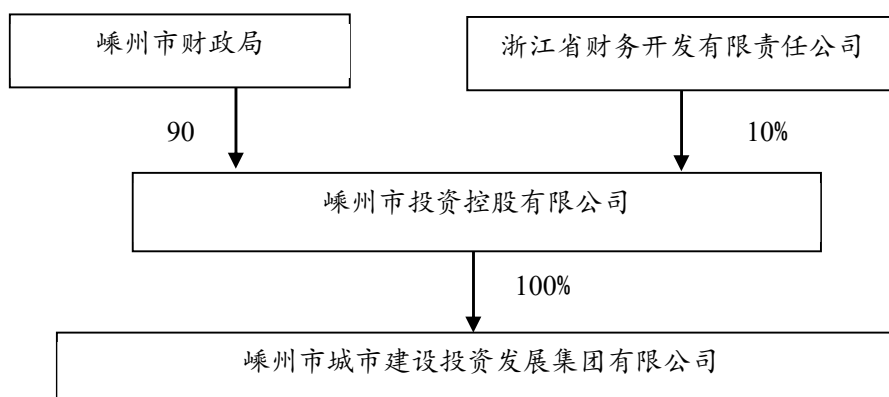 嵊州市财政局
浙江省财务开发有限责任公司
90
10%
嵊州市投资控股有限公司
100%
嵊州市城市建设投资发展集团有限公司